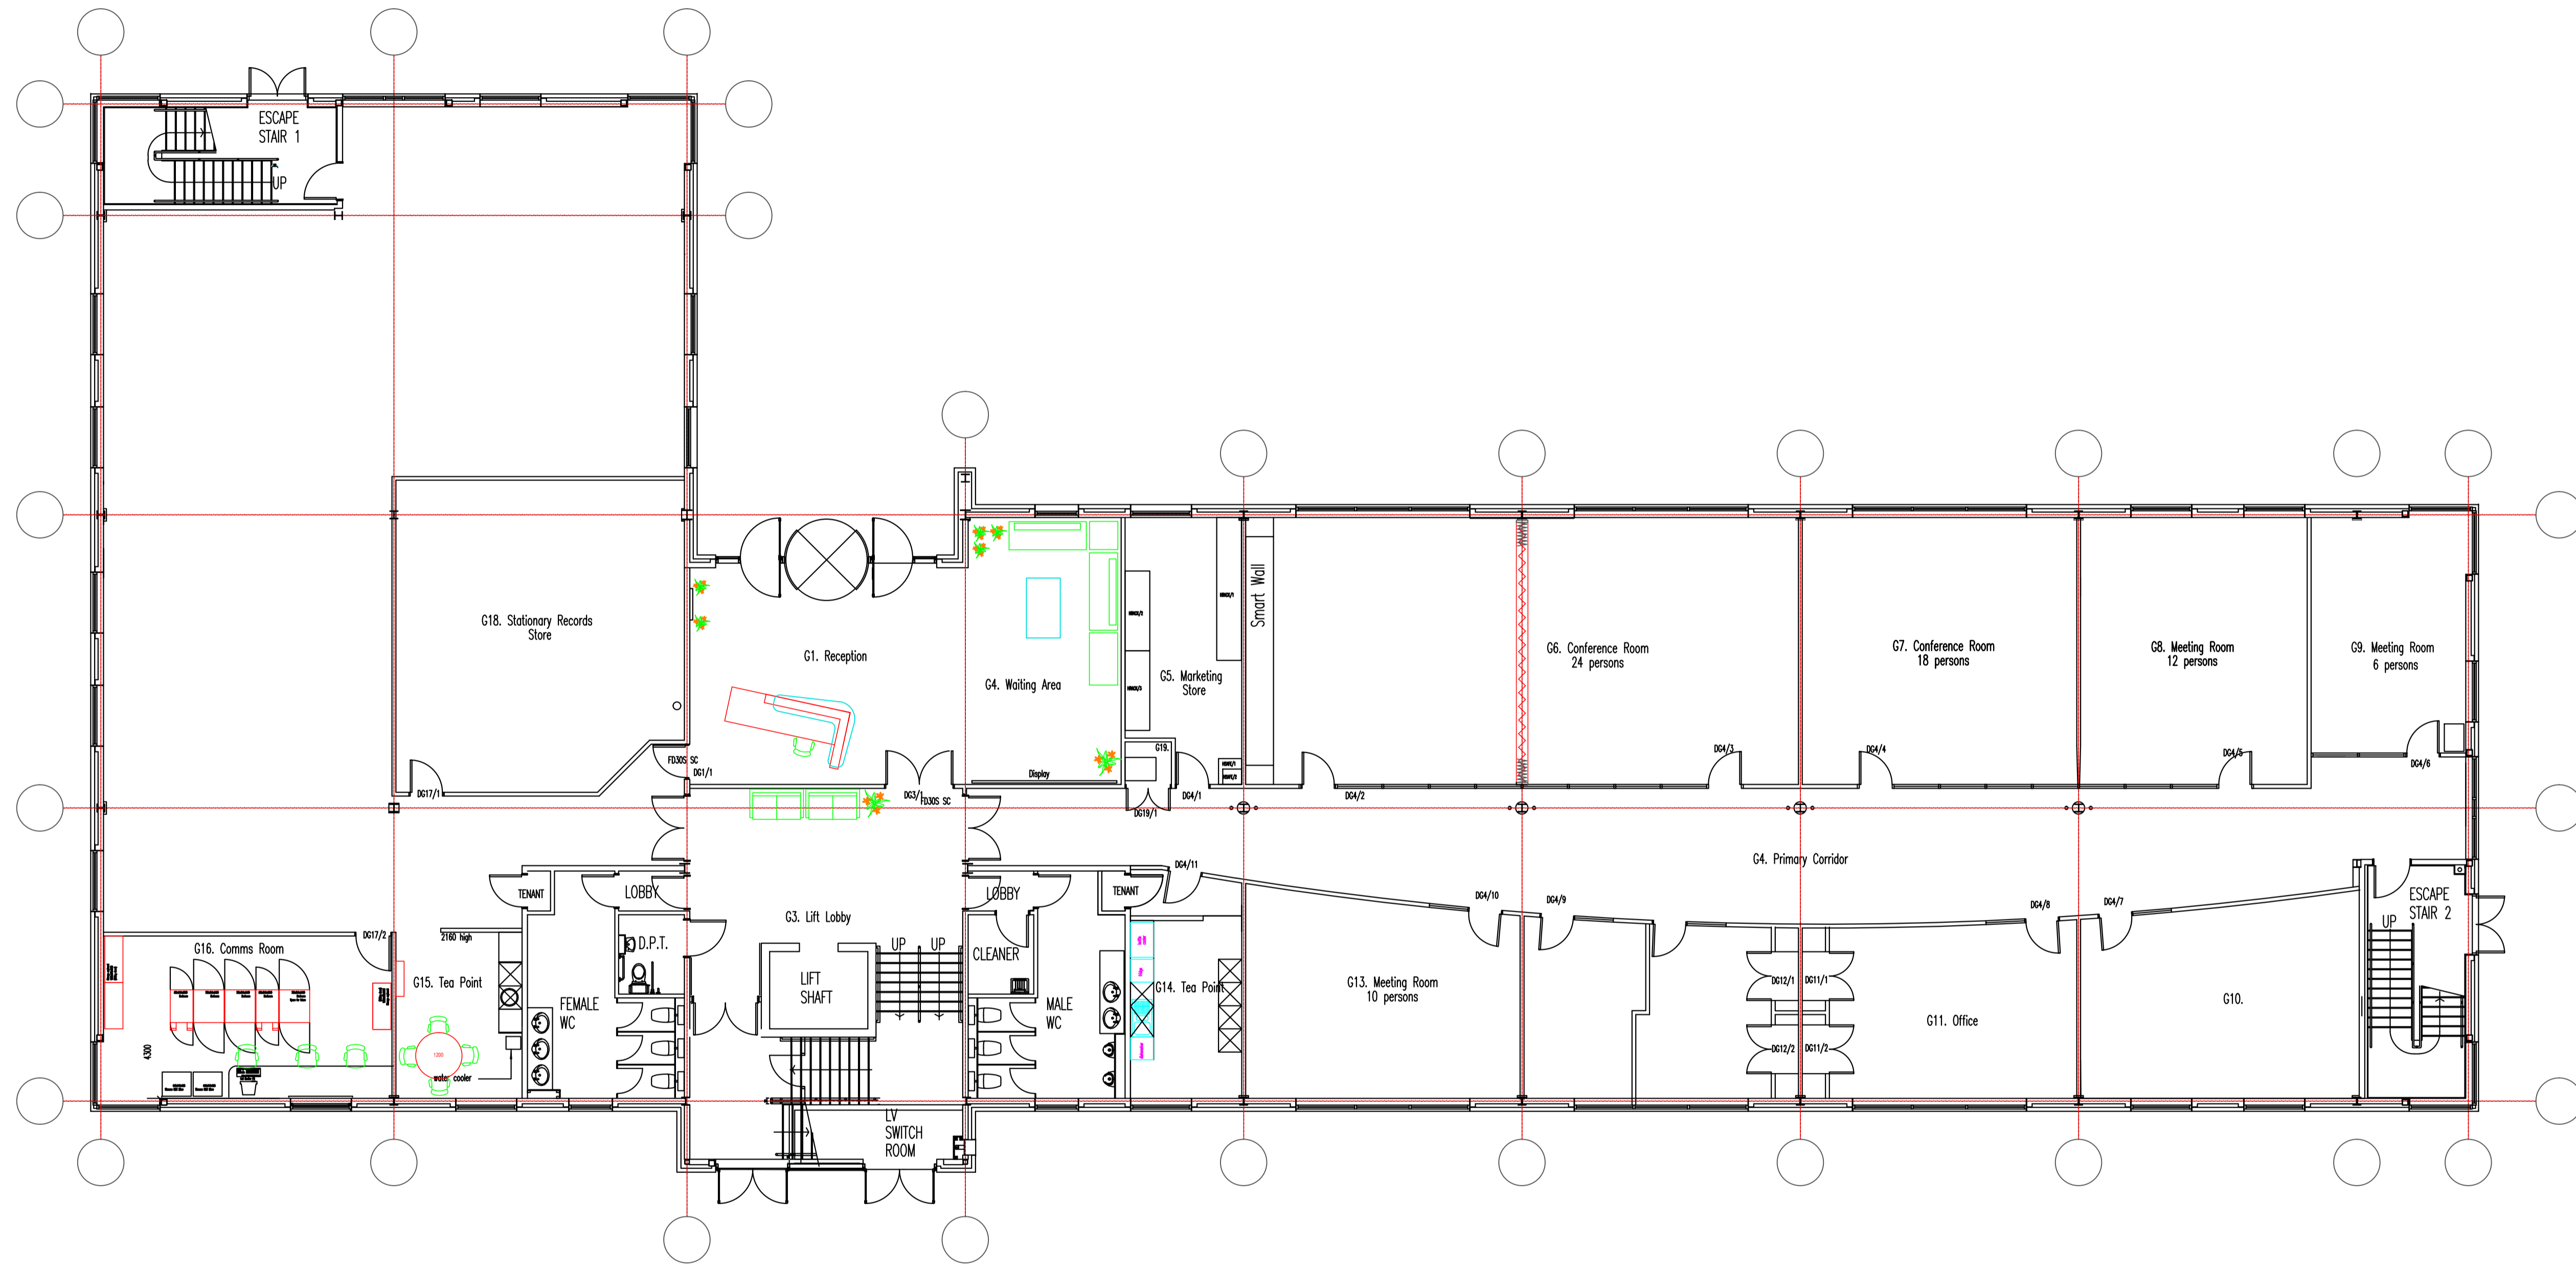 ESCAPE
STAIR 1
UP
G18. Stationary Records
Store
G1. Reception
G4. Waiting Area
G5. Marketing
Store
Smart Wall
G6. Conference Room
24 persons
G7. Conference Room
18 persons
G8. Meeting Room
12 persons
G9. Meeting Room
6 persons
G19.
FD30S SC
DG1/1
Display
DG17/1
DG3/1
FD30S SC
DG19/1
DG4/1
DG4/2
DG4/3
DG4/4
DG4/5
DG4/6
G4. Primary Corridor
DG4/11
DG4/10
DG4/9
DG4/8
DG4/7
TENANT
LOBBY
LOBBY
TENANT
G3. Lift Lobby
ESCAPE
STAIR 2
UP
DG17/2
2160 high
G16. Comms Room
D.P.T.
UP
UP
CLEANER
G15. Tea Point
LIFT
SHAFT
G14. Tea Point
G13. Meeting Room
10 persons
DG12/1
DG11/1
G10.
FEMALE
WC
MALE
WC
G11. Office
4300
1200
DG12/2
DG11/2
water cooler
LV
SWITCH
ROOM